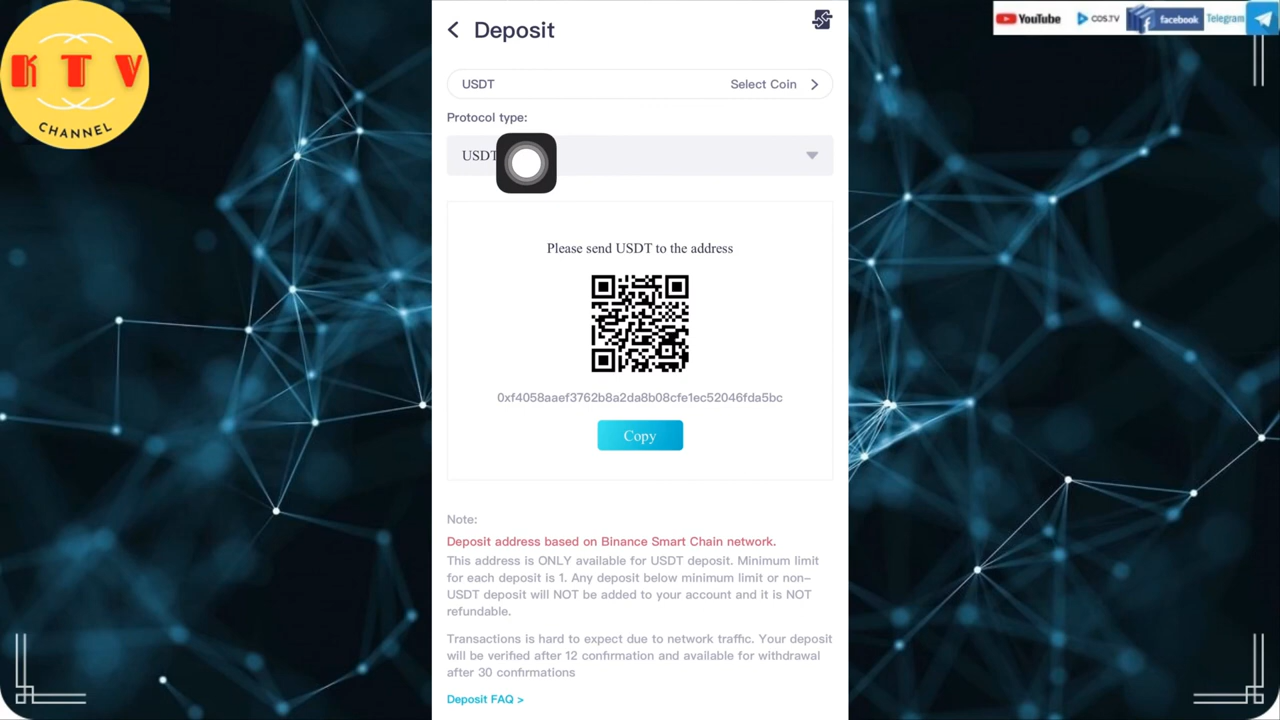 K T V
CHANNEL
Deposit
YouTube COS.TV facebook Telegram
USDT Select Coin
Protocol type:
USDT
Please send USDT to the address
0xf4058aaef3762b8a2da8b08cfe1ec52046fda5bc
Copy
Note:
Deposit address based on Binance Smart Chain network.
This address is ONLY available for USDT deposit. Minimum limit
for each deposit is 1. Any deposit below minimum limit or non-
USDT deposit will NOT be added to your account and it is NOT
refundable.
Transactions is hard to expect due to network traffic. Your deposit
will be verified after 12 confirmation and available for withdrawal
after 30 confirmations
Deposit FAQ >